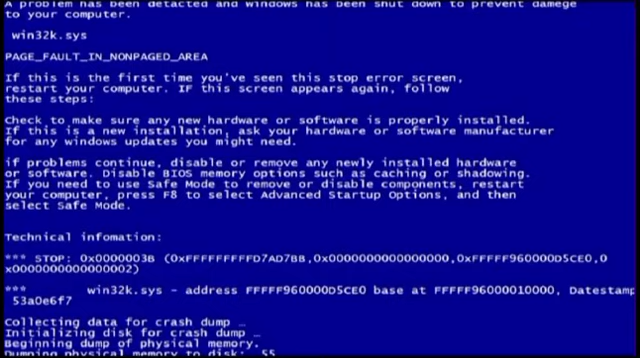 A problem has been detected and windows has been shut down to prevent damage
to your computer.
win32k.sys
PAGE_FAULT_IN_NONPAGED_AREA
If this is the first time you've seen this stop error screen,
restart your computer. IF this screen appears again, follow
these steps:
Check to make sure any new hardware or software is properly installed.
If this is a new installation, ask your hardware or software manufacturer
for any windows updates you might need.
if problems continue, disable or remove any newly installed hardware
or software. Disable BIOS memory options such as caching or shadowing.
If you need to use Safe Mode to remove or disable components, restart
your computer, press F8 to select Advanced Startup Options, and then
select Safe Mode.
Technical infomation:
*** STOP: 0x0000003B (0xFFFFFFFFFD7AD7BB,0x0000000000000000,0xFFFFF960000D5CE0,0
x0000000000000002)
*** win32k.sys - address FFFFF960000D5CE0 base at FFFFF96000010000, Datestamp
53a0e6f7
Collecting data for crash dump …
Initializing disk for crash dump …
Beginning dump of physical memory.
Dumping physical memory to disk: 55